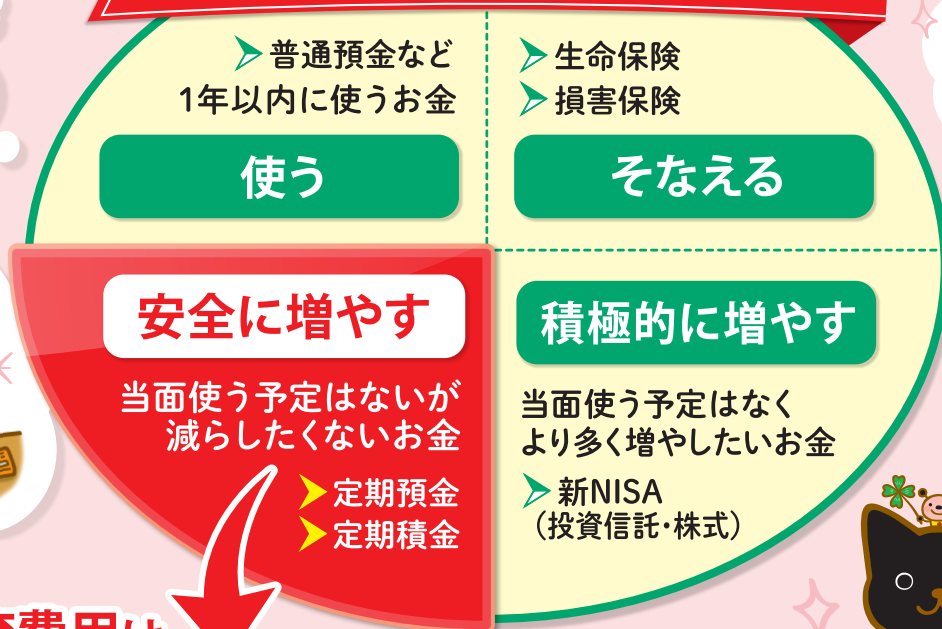 普通預金など
1年以内に使うお金
使う
生命保険
損害保険
そなえる
安全に増やす
当面使う予定はないが
減らしたくないお金
定期預金
定期積金
積極的に増やす
当面使う予定はなく
より多く増やしたいお金
新NISA
（投資信託・株式）
費用は